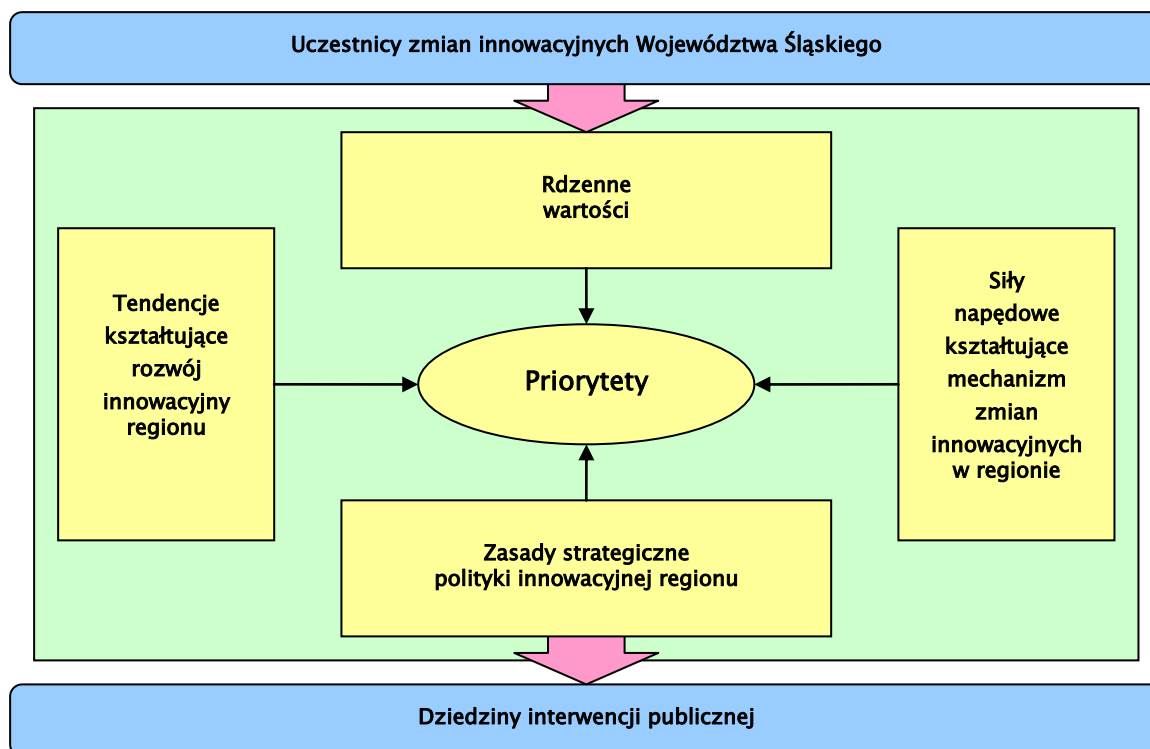 Uczestnicy zmian innowacyjnych Województwa Śląskiego
Rdzenne
wartości
Tendencje
kształtujące
rozwój
innowacyjny
regionu
Priorytety
Siły
napędowe
kształtujące
mechanizm
zmian
innowacyjnych
w regionie
Zasady strategiczne
polityki innowacyjnej regionu
Dziedziny interwencji publicznej